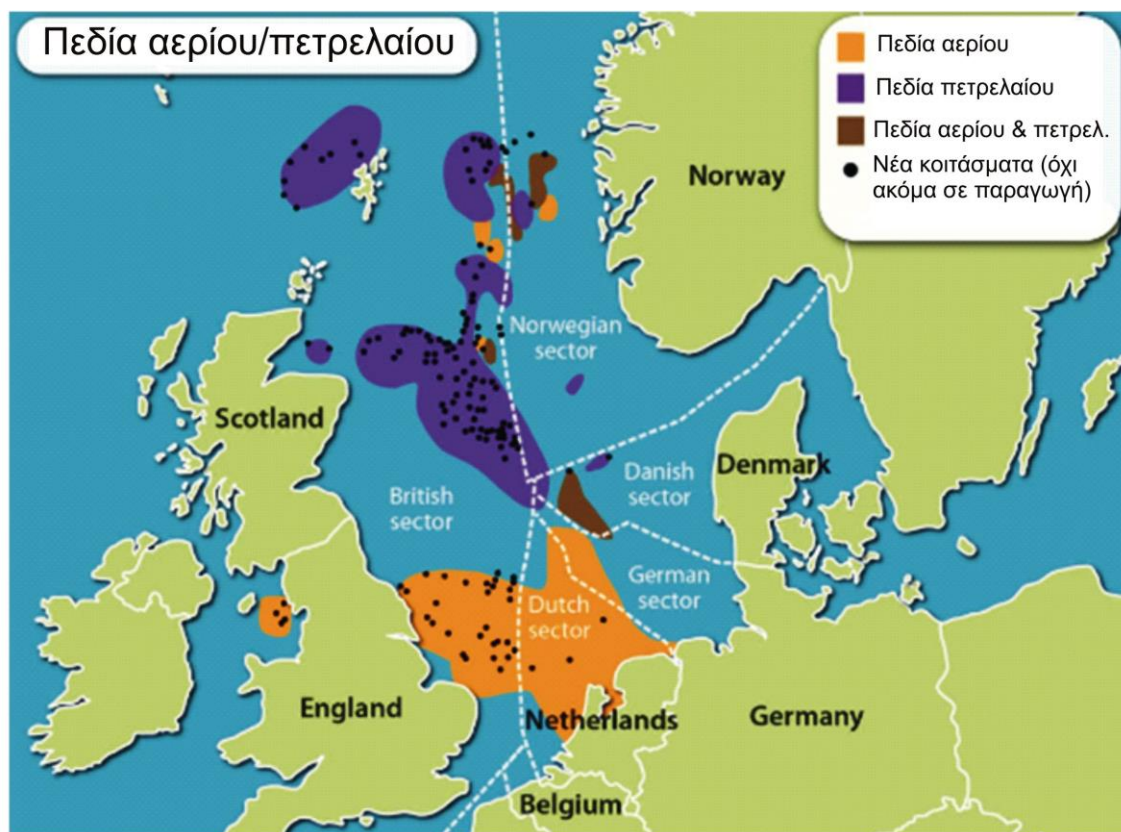 Πεδία αερίου/πετρελαίου
Πεδία αερίου
Πεδία πετρελαίου
Πεδία αερίου & πετρελ.
Νέα κοιτάσματα (όχι
ακόμα σε παραγωγή)
Norway
Norwegian
sector
Scotland
Denmark
Danish
sector
British
sector
German
sector
Dutch
sector
England
Netherlands
Germany
Belgium